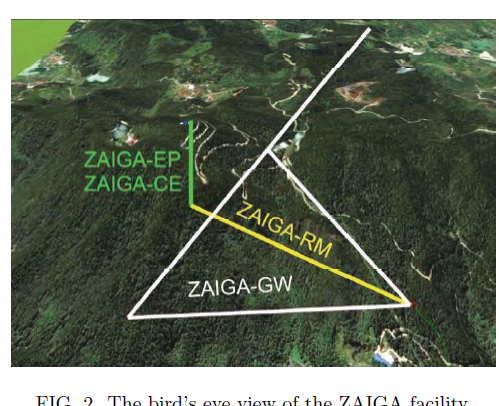 ZAIGA-EP
ZAIGA-CE
ZAIGA-RM
ZAIGA-GW
FIG. 2. The bird's eye view of the ZAIGA facility